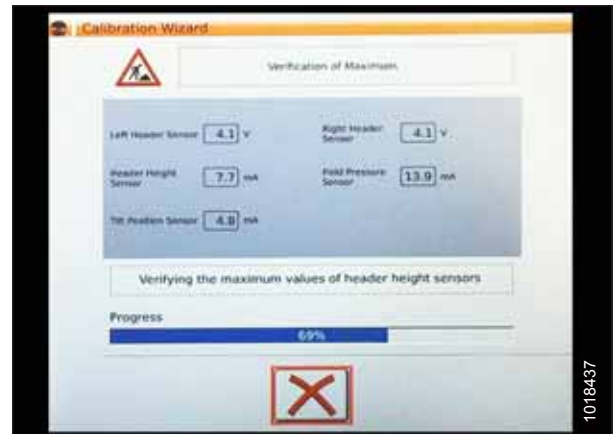 Calibration Wizard
Verification of Maximum
Left Header Sensor 4.1 V
Right Header Sensor 4.1 V
Header Height Sensor 7.7 mA
Field Pressure Sensor 13.9 mA
Tilt Position Sensor 4.8 mA
Verifying the maximum values of header height sensors
Progress
69%
1018437